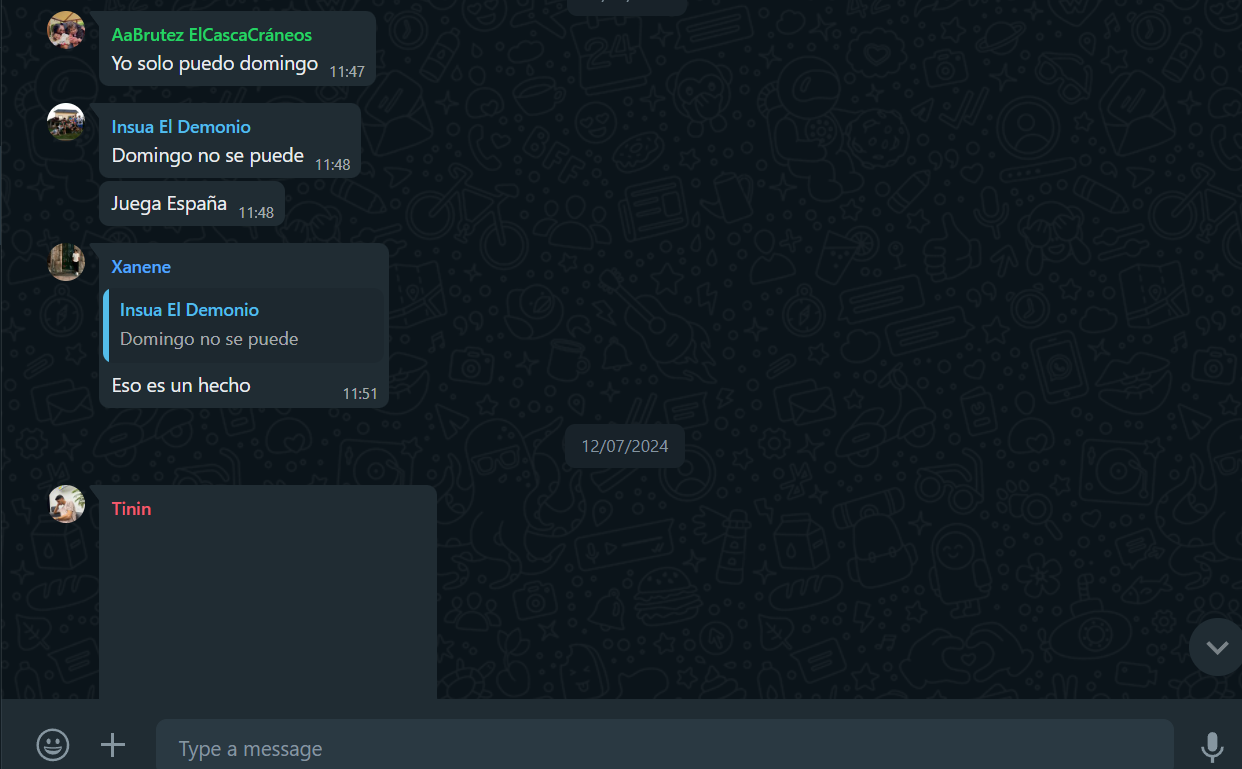 AaBrutez ElCascaCráneos
Yo solo puedo domingo 11:47
Insua El Demonio
Domingo no se puede 11:48
Juega España 11:48
Xanene
Insua El Demonio
Domingo no se puede
Eso es un hecho 11:51
12/07/2024
Tinin
Type a message